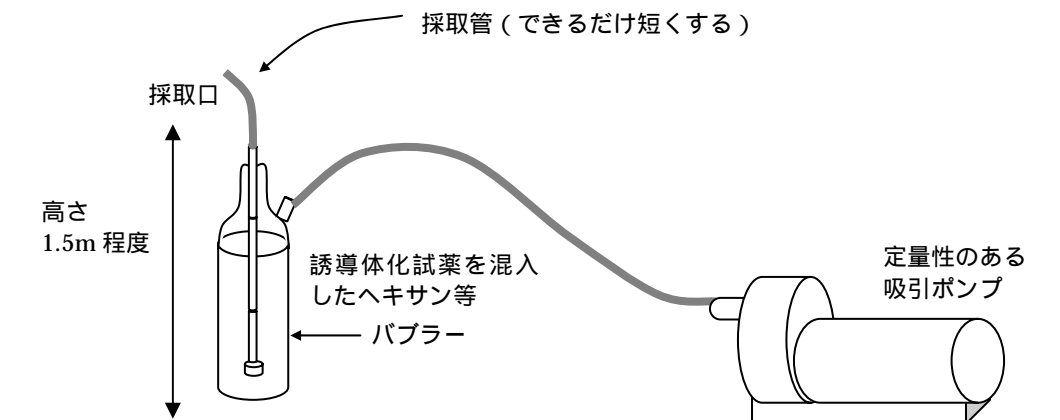 採取管(できるだけ短くする)
採取口
高さ
1.5m 程度
誘導体化試薬を混入
したヘキサン等
バブラー
定量性のある
吸引ポンプ